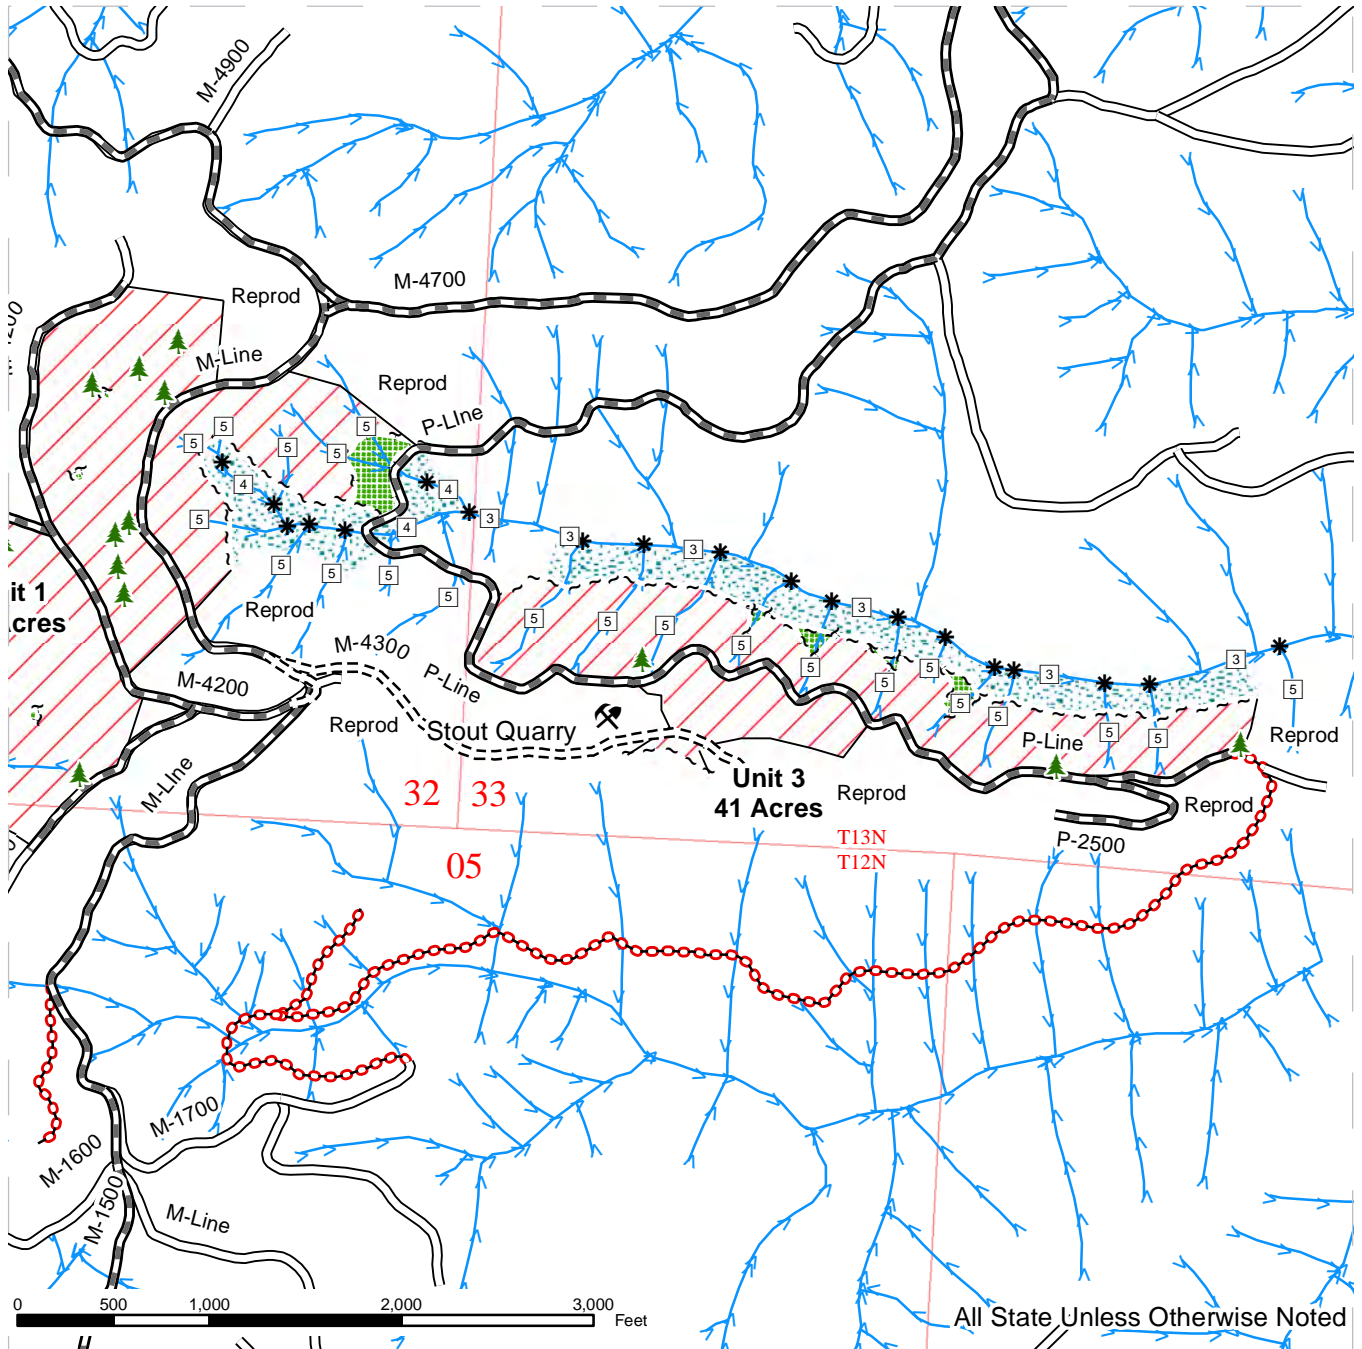 M-4900
M-4700
Reprod
M-Line
Reprod
P-LIne
5
5
5
5
5
4
4
5
4
3
3
3
5
5
5
5
it 1
cres
Reprod
M-4300
5
5
5
3
5
5
5
5
5
3
3
5
5
5
5
M-4200
P-Line
Reprod
Stout Quarry
P-Line
Reprod
M-LIne
32
33
Unit 3
41 Acres
Reprod
Reprod
T13N
T12N
P-2500
05
M-1700
M-1600
M-1500
M-Line
0
500
1,000
2,000
3,000
Feet
All State Unless Otherwise Noted